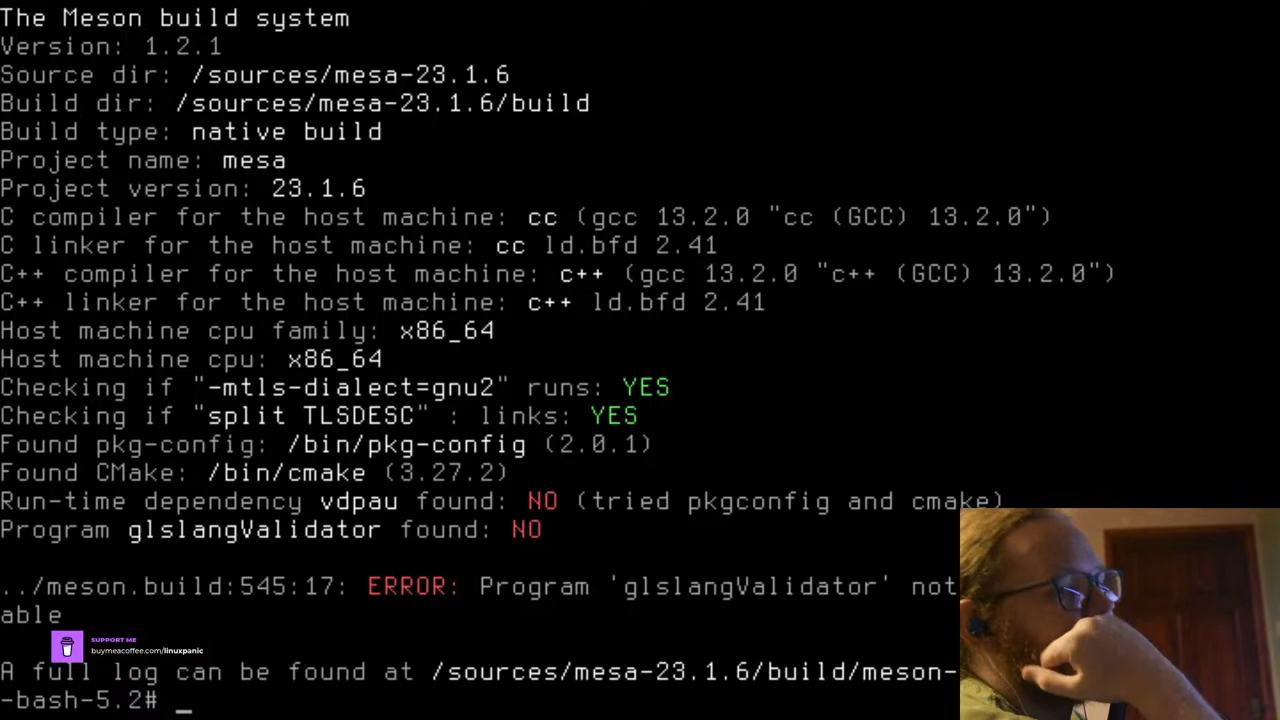 The Meson build system
Version: 1.2.1
Source dir: /sources/mesa-23.1.6
Build dir: /sources/mesa-23.1.6/build
Build type: native build
Project name: mesa
Project version: 23.1.6
C compiler for the host machine: cc (gcc 13.2.0 "cc (GCC) 13.2.0")
C linker for the host machine: cc ld.bfd 2.41
C++ compiler for the host machine: c++ (gcc 13.2.0 "c++ (GCC) 13.2.0")
C++ linker for the host machine: c++ ld.bfd 2.41
Host machine cpu family: x86_64
Host machine cpu: x86_64
Checking if "-mtls-dialect=gnu2" runs: YES
Checking if "split TLSDESC" : links: YES
Found pkg-config: /bin/pkg-config (2.0.1)
Found CMake: /bin/cmake (3.27.2)
Run-time dependency vdpau found: NO (tried pkgconfig and cmake)
Program glslangValidator found: NO
../meson.build:545:17: ERROR: Program 'glslangValidator' not
able
SUPPORT ME
buymeacoffee.com/linuxpanic
A full log can be found at /sources/mesa-23.1.6/build/meson-
-bash-5.2# _